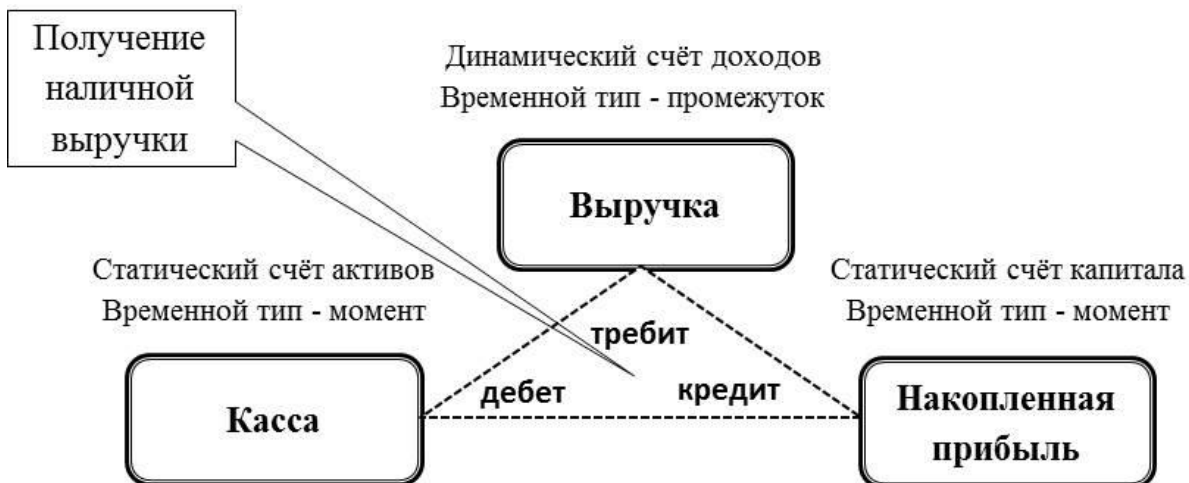 Получение
наличной
выручки
Динамический счёт доходов
Временной тип - промежуток
Выручка
Статический счёт активов
Временной тип - момент
Статический счёт капитала
Временной тип - момент
требит
дебет
кредит
Касса
Накопленная
прибыль